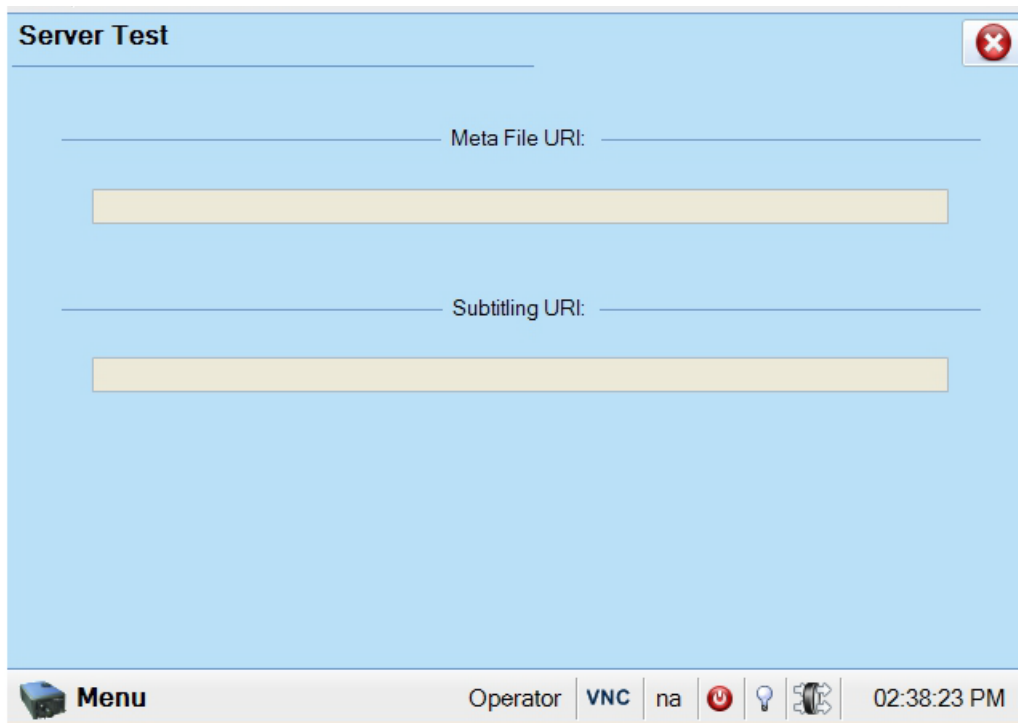 Server Test
Meta File URI:
Subtitling URI:
Menu Operator VNC na 02:38:23 PM